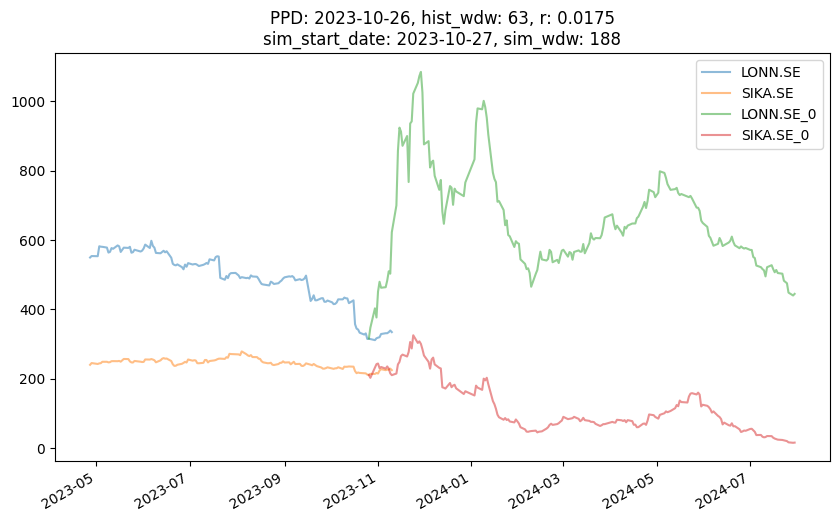 PPD: 2023-10-26, hist_wdw: 63, r: 0.0175
sim_start_date: 2023-10-27, sim_wdw: 188
LONN.SE
SIKA.SE
LONN.SE_0
SIKA.SE_0
1000
800
600
400
200
0
2023-05
2023-07
2023-09
2023-11
2024-01
2024-03
2024-05
2024-07